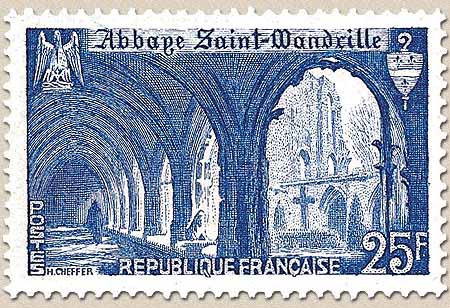 Abbaye Saint-Wandrille
POSTES
H.CHEFFER
REPUBLIQUE FRANÇAISE
25F